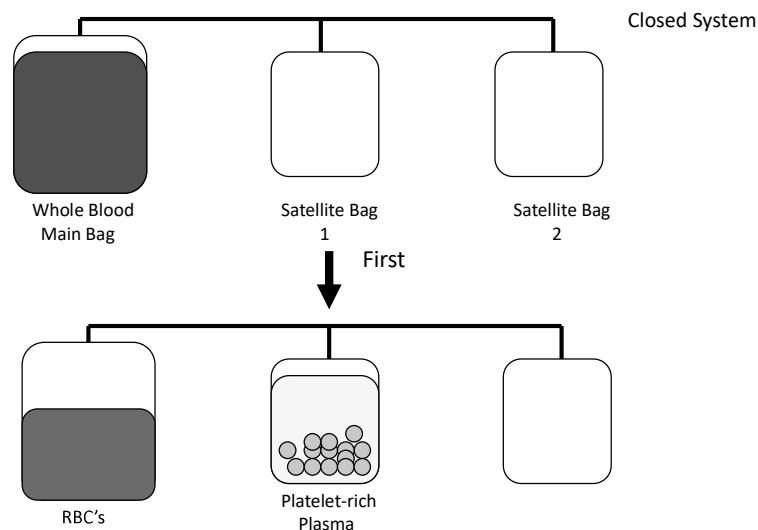 Closed System
Whole Blood
Main Bag
Satellite Bag
1
Satellite Bag
2
First
RBC's
Platelet-rich
Plasma